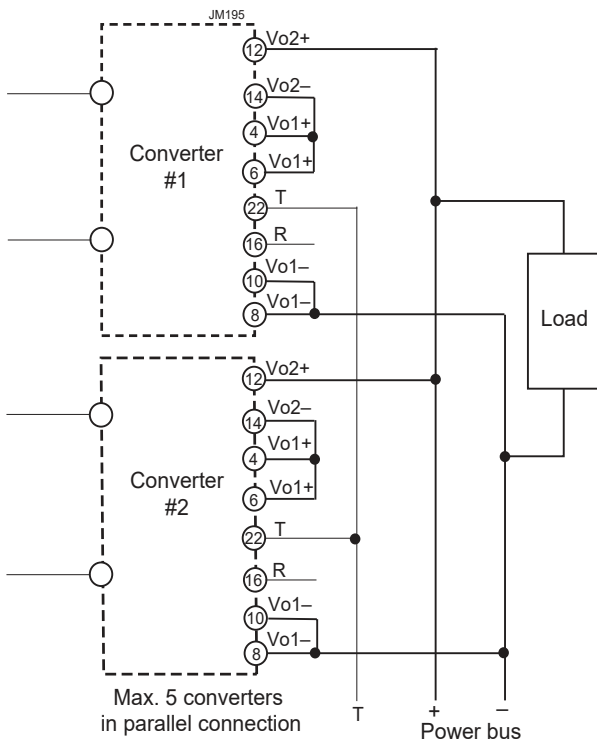 JM195
12 Vo2+
14 Vo2–
4 Vo1+
6 Vo1+
22 T
16 R
10 Vo1–
8 Vo1–
Converter
#1
Load
12 Vo2+
14 Vo2–
4 Vo1+
6 Vo1+
22 T
16 R
10 Vo1–
8 Vo1–
Converter
#2
Max. 5 converters
in parallel connection
T
+
–
Power bus